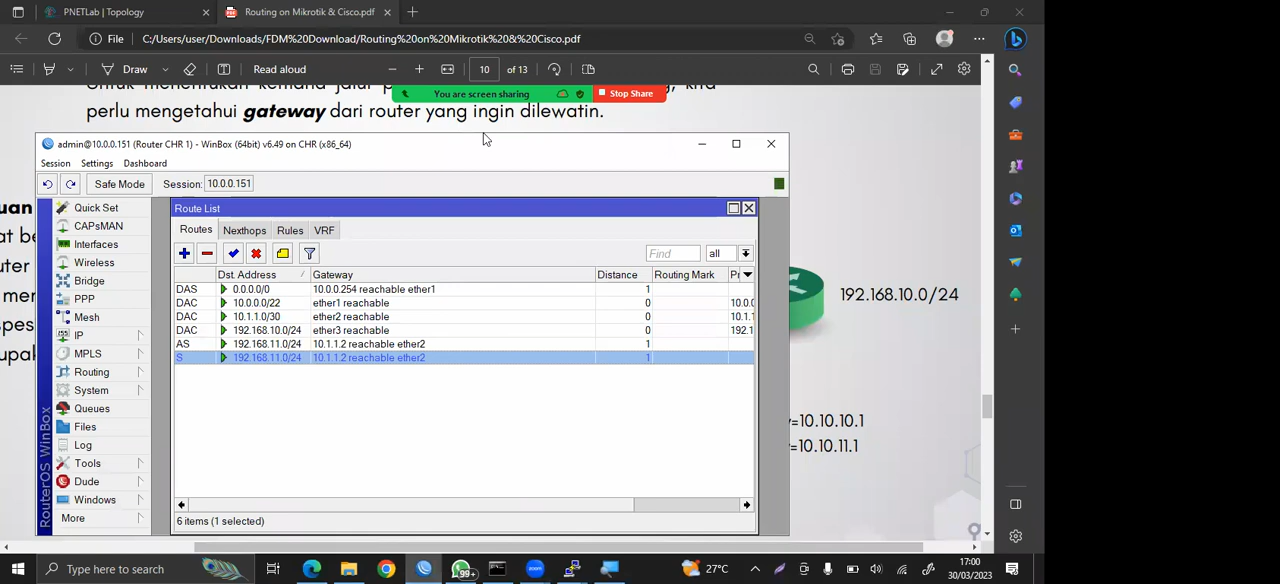 PNETLab | Topology
Routing on Mikrotik & Cisco.pdf
File
C:/Users/user/Downloads/FDM%20Download/Routing%20on%20Mikrotik%20&%20Cisco.pdf
Draw
Read aloud
10
of 13
You are screen sharing
Stop Share
perlu mengetahui gateway dari router yang ingin dilewatin.
admin@10.0.0.151 (Router CHR 1) - WinBox (64bit) v6.49 on CHR (x86_64)
Session Settings Dashboard
Safe Mode
Session: 10.0.0.151
Quick Set
CAPsMAN
Interfaces
Wireless
Bridge
PPP
Mesh
IP
MPLS
Routing
System
Queues
Files
Log
Tools
Dude
Windows
More
RouterOS WinBox
Route List
Routes Nexthops Rules VRF
Find
all
Dst. Address / Gateway Distance Routing Mark
DAS 0.0.0.0/0 10.0.0.254 reachable ether1 1
DAC 10.0.0.0/22 ether1 reachable 0 10.0.0
DAC 10.1.1.0/30 ether2 reachable 0 10.1.1
DAC 192.168.10.0/24 ether3 reachable 0 192.1
AS 192.168.11.0/24 10.1.1.2 reachable ether2 1
S 192.168.11.0/24 10.1.1.2 reachable ether2 1
6 items (1 selected)
192.168.10.0/24
=10.10.10.1
=10.10.11.1
Type here to search
99+
zoom
27°C
17:00
30/03/2023